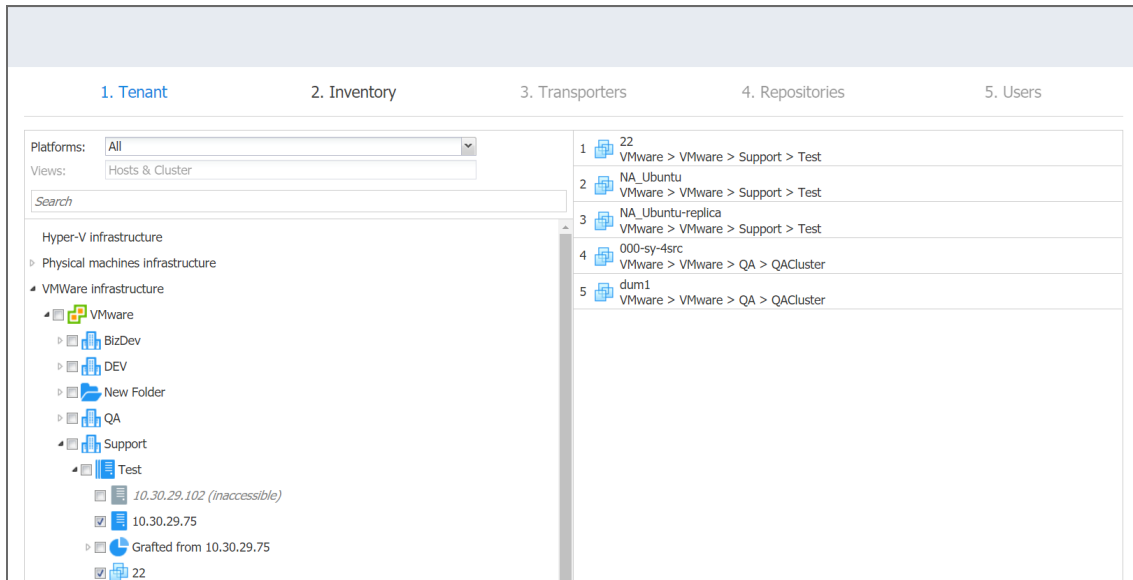 1. Tenant 2. Inventory 3. Transporters 4. Repositories 5. Users
Platforms: All
Views: Hosts & Cluster
Search
Hyper-V infrastructure
Physical machines infrastructure
VMWare infrastructure
VMware
BizDev
DEV
New Folder
QA
Support
Test
10.30.29.102 (inaccessible)
10.30.29.75
Grafted from 10.30.29.75
22
1 22
VMware > VMware > Support > Test
2 NA_Ubuntu
VMware > VMware > Support > Test
3 NA_Ubuntu-replica
VMware > VMware > Support > Test
4 000-sy-4src
VMware > VMware > QA > QACluster
5 dum1
VMware > VMware > QA > QACluster